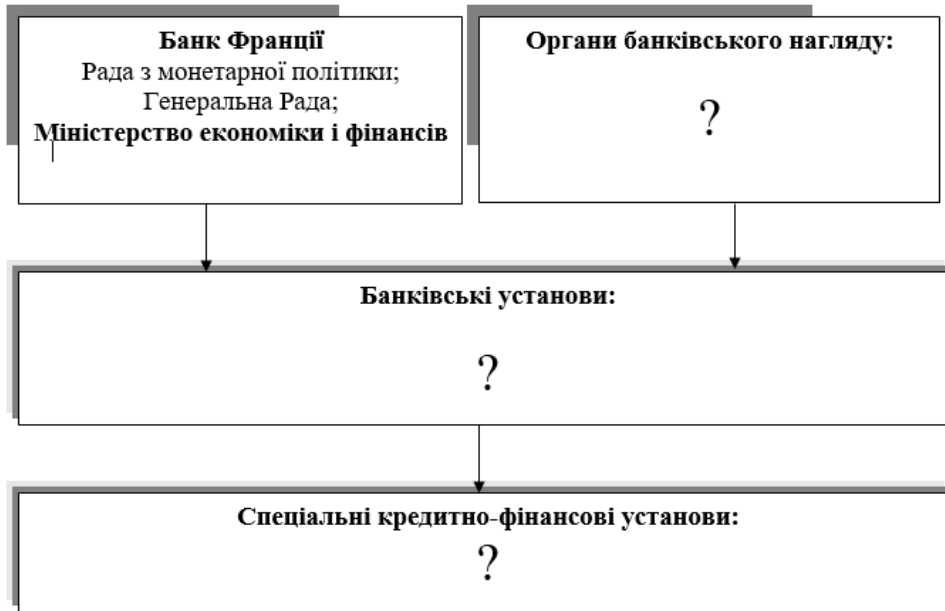 Банк Франції
Рада з монетарної політики;
Генеральна Рада;
Міністерство економіки і фінансів
Органи банківського нагляду:
?
Банківські установи:
?
Спеціальні кредитно-фінансові установи:
?